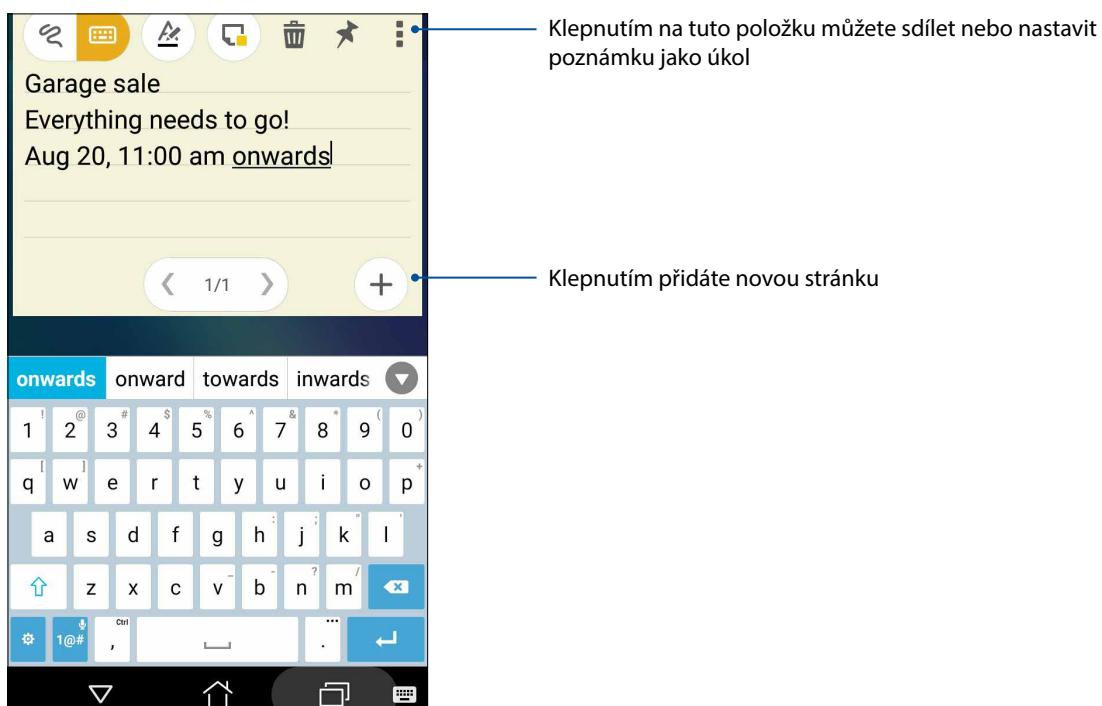 Klepnutím na tuto položku můžete sdílet nebo nastavit
poznámku jako úkol
Garage sale
Everything needs to go!
Aug 20, 11:00 am onwards
1/1
Klepnutím přidáte novou stránku
onwards onward towards inwards
! @ # $ % ^ & * ( )
1 2 3 4 5 6 7 8 9 0
[ ] +
q w e r t y u i o p
: ; " '
a s d f g h j k l
_ - ? /
z x c v b n m
Ctrl ...
1@# , .